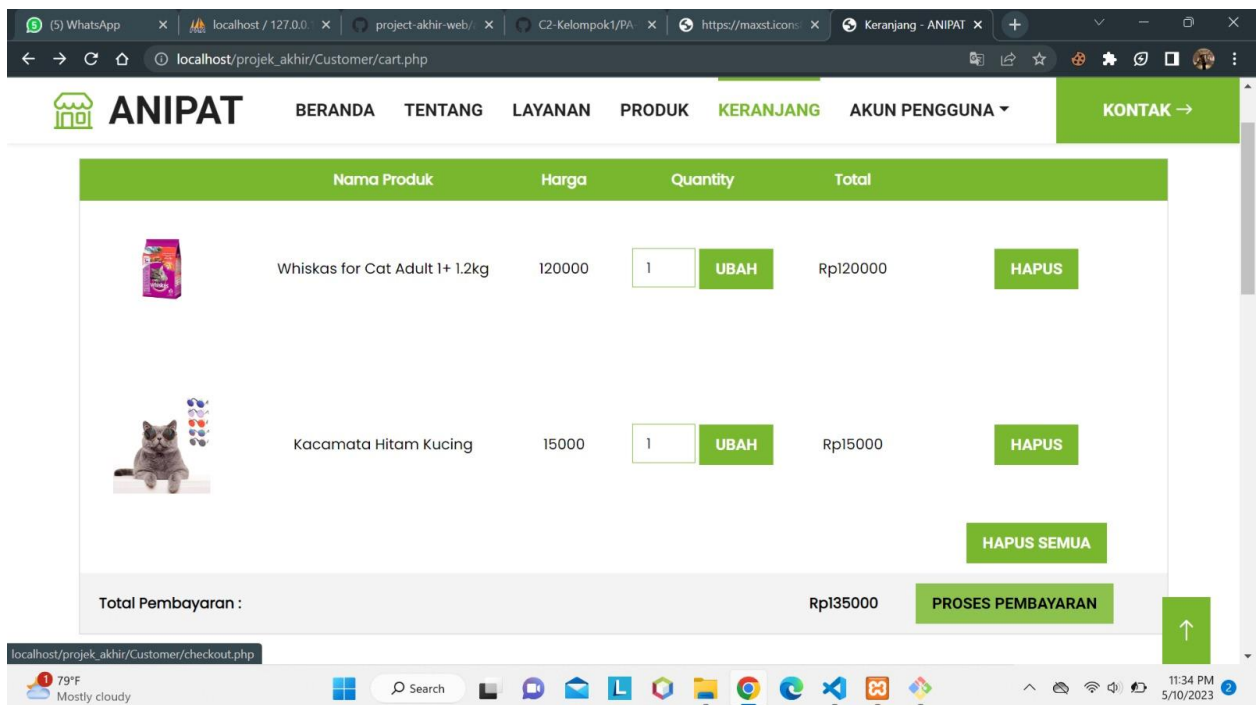 (5) WhatsApp
localhost / 127.0.0.1
project-akhir-web/
C2-Kelompok1/PA-
https://maxst.icons
Keranjang - ANIPAT
localhost/projek_akhir/Customer/cart.php
ANIPAT BERANDA TENTANG LAYANAN PRODUK KERANJANG AKUN PENGGUNA KONTAK →
Nama Produk Harga Quantity Total
Whiskas for Cat Adult 1+ 1.2kg 120000 1 UBAH Rp120000 HAPUS
Kacamata Hitam Kucing 15000 1 UBAH Rp15000 HAPUS
HAPUS SEMUA
Total Pembayaran : Rp135000 PROSES PEMBAYARAN
localhost/projek_akhir/Customer/checkout.php
1 79°F
Mostly cloudy
Search
11:34 PM
5/10/2023
2